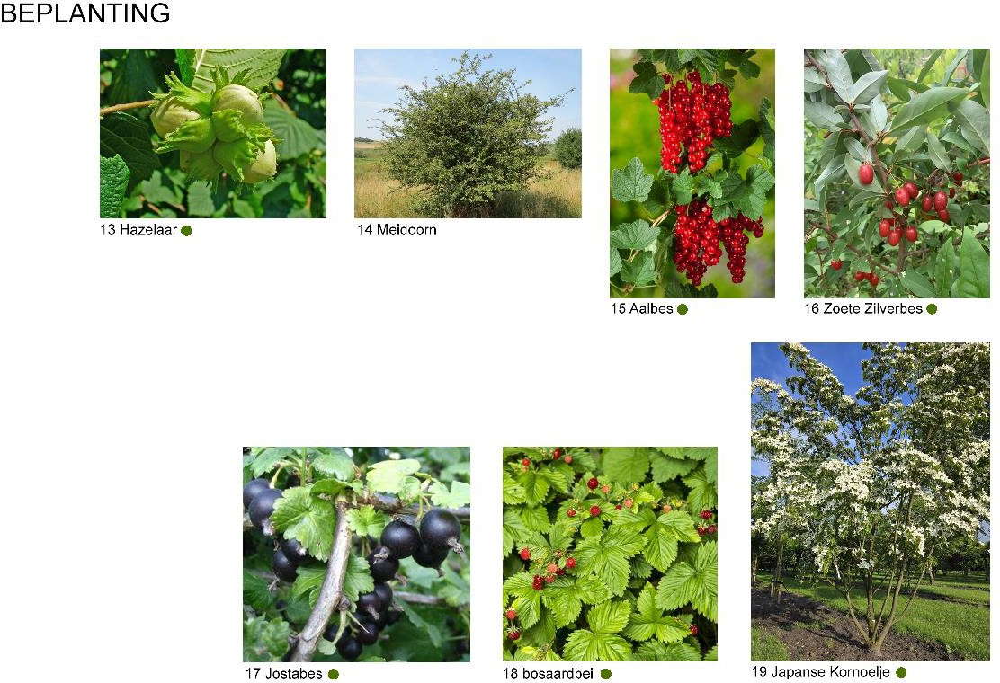 BEPLANTING
13 Hazelaar
14 Meidoorn
15 Aalbes
16 Zoete Zilverbes
17 Jostabes
18 bosaardbei
19 Japanse Kornoelje